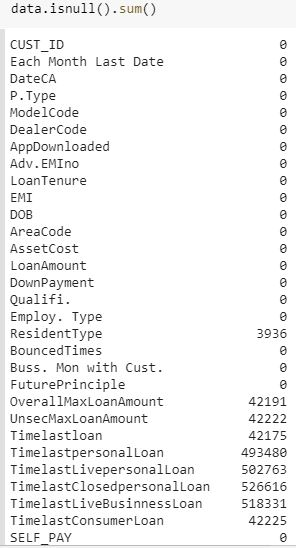 data.isnull().sum()
CUST_ID 0
Each Month Last Date 0
DateCA 0
P.Type 0
ModelCode 0
DealerCode 0
AppDownloaded 0
Adv.EMIno 0
LoanTenure 0
EMI 0
DOB 0
AreaCode 0
AssetCost 0
LoanAmount 0
DownPayment 0
Qualifi. 0
Employ. Type 0
ResidentType 3936
BouncedTimes 0
Buss. Mon with Cust. 0
FuturePrinciple 0
OverallMaxLoanAmount 42191
UnsecMaxLoanAmount 42222
Timelastloan 42175
TimelastpersonalLoan 493480
TimelastLivepersonalLoan 502763
TimelastClosedpersonalLoan 526616
TimelastLiveBusinnessLoan 518331
TimelastConsumerLoan 42225
SELF_PAY 0